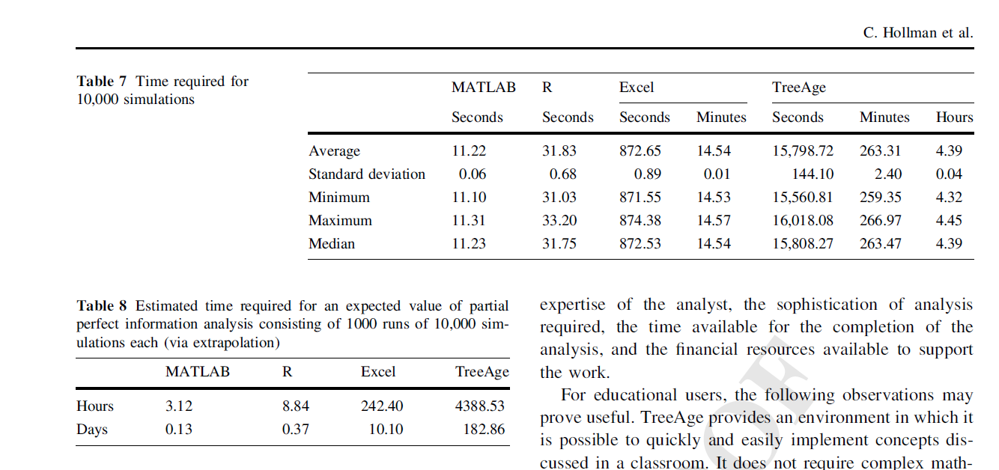 C. Hollman et al.
Table 7 Time required for
10,000 simulations
MATLAB R Excel TreeAge
Seconds Seconds Seconds Minutes Seconds Minutes Hours
Average 11.22 31.83 872.65 14.54 15,798.72 263.31 4.39
Standard deviation 0.06 0.68 0.89 0.01 144.10 2.40 0.04
Minimum 11.10 31.03 871.55 14.53 15,560.81 259.35 4.32
Maximum 11.31 33.20 874.38 14.57 16,018.08 266.97 4.45
Median 11.23 31.75 872.53 14.54 15,808.27 263.47 4.39
Table 8 Estimated time required for an expected value of partial
perfect information analysis consisting of 1000 runs of 10,000 sim-
ulations each (via extrapolation)
MATLAB R Excel TreeAge
Hours 3.12 8.84 242.40 4388.53
Days 0.13 0.37 10.10 182.86
expertise of the analyst, the sophistication of analysis
required, the time available for the completion of the
analysis, and the financial resources available to support
the work.
For educational users, the following observations may
prove useful. TreeAge provides an environment in which it
is possible to quickly and easily implement concepts dis-
cussed in a classroom. It does not require complex math-
OF